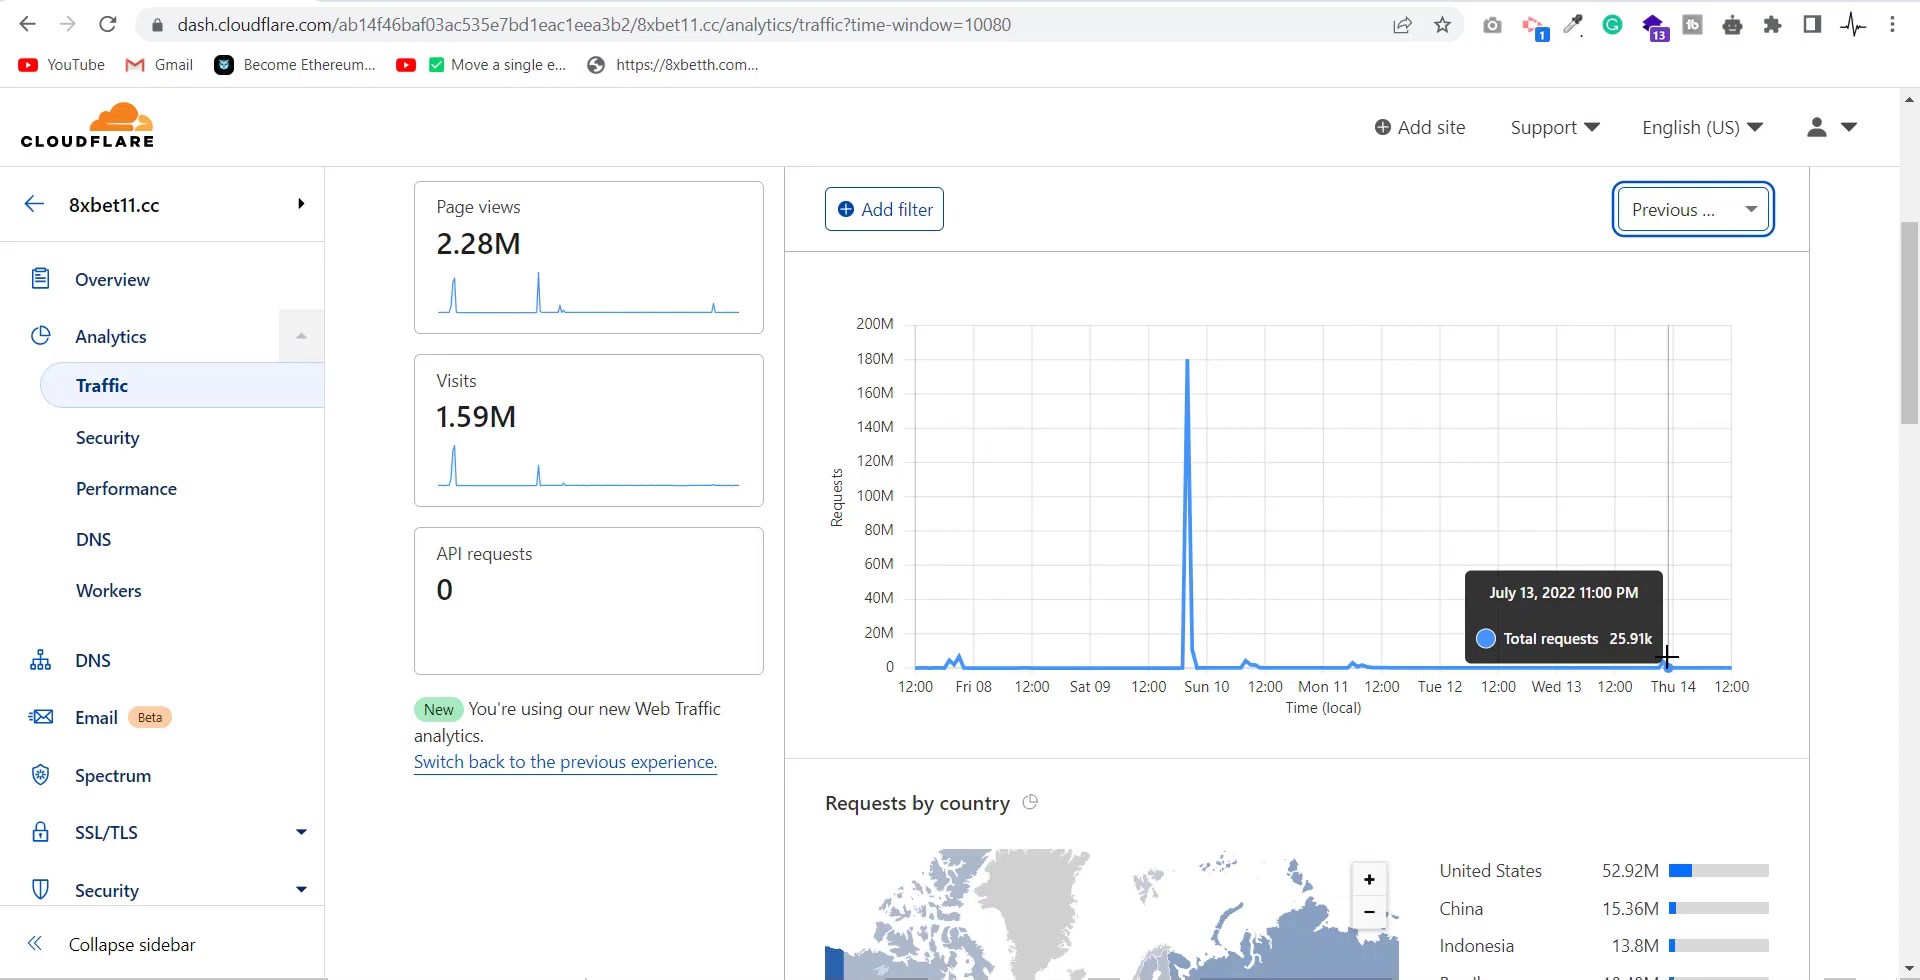 dash.cloudflare.com/ab14f46baf03ac535e7bd1eac1eea3b2/8xbet11.cc/analytics/traffic?time-window=10080
1
13
YouTube
Gmail
Become Ethereum...
Move a single e...
https://8xbetth.com...
CLOUDFLARE
Add site
Support
English (US)
8xbet11.cc
Overview
Analytics
Traffic
Security
Performance
DNS
Workers
DNS
Email Beta
Spectrum
SSL/TLS
Security
Collapse sidebar
Page views
2.28M
Visits
1.59M
API requests
0
New You're using our new Web Traffic
analytics.
Switch back to the previous experience.
Add filter
Previous ...
200M
180M
160M
140M
120M
100M
80M
60M
40M
20M
0
Requests
12:00 Fri 08 12:00 Sat 09 12:00 Sun 10 12:00 Mon 11 12:00 Tue 12 12:00 Wed 13 12:00 Thu 14 12:00
Time (local)
July 13, 2022 11:00 PM
Total requests 25.91k
Requests by country
+
−
United States 52.92M
China 15.36M
Indonesia 13.8M